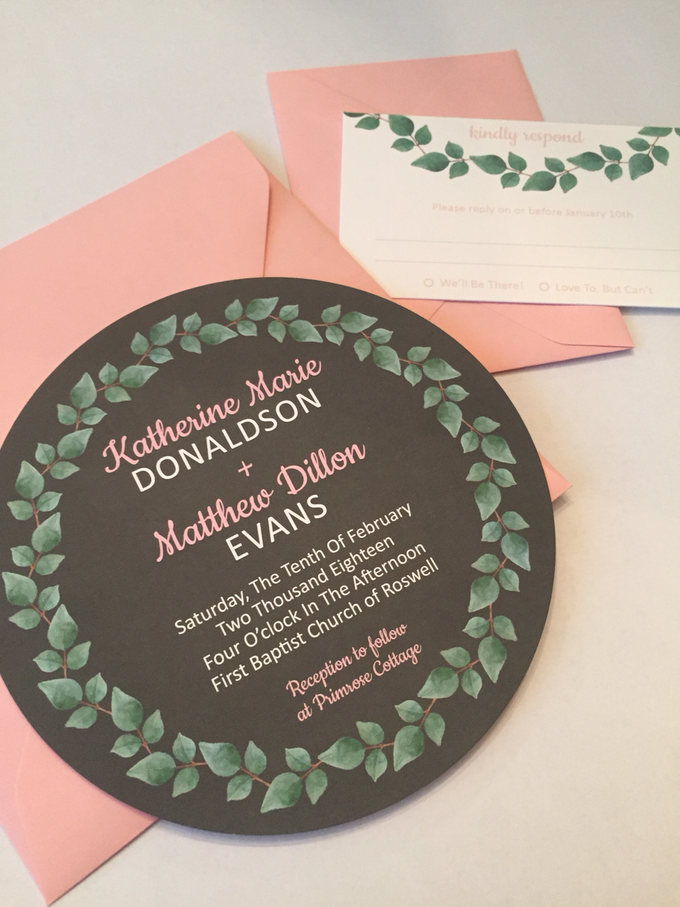 kindly respond
Please reply on or before January 10th
We'll Be There! Love To, But Can't
Katherine Marie
DONALDSON
+
Matthew Dillon
EVANS
Saturday, The Tenth Of February
Two Thousand Eighteen
Four O'clock In The Afternoon
First Baptist Church of Roswell
Reception to follow
at Primrose Cottage